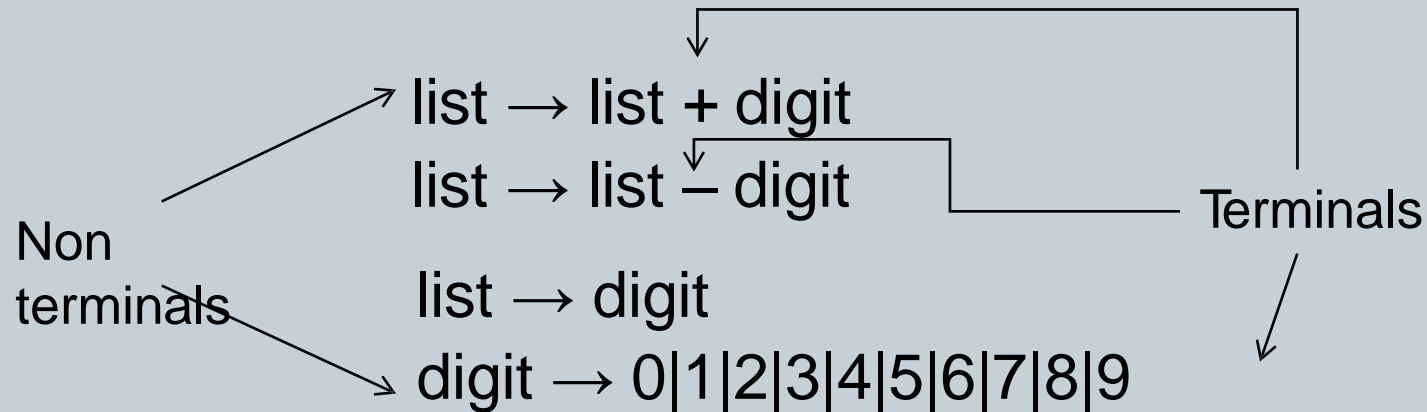 list → list + digit
list → list – digit
Non
terminals
Terminals
list → digit
digit → 0|1|2|3|4|5|6|7|8|9